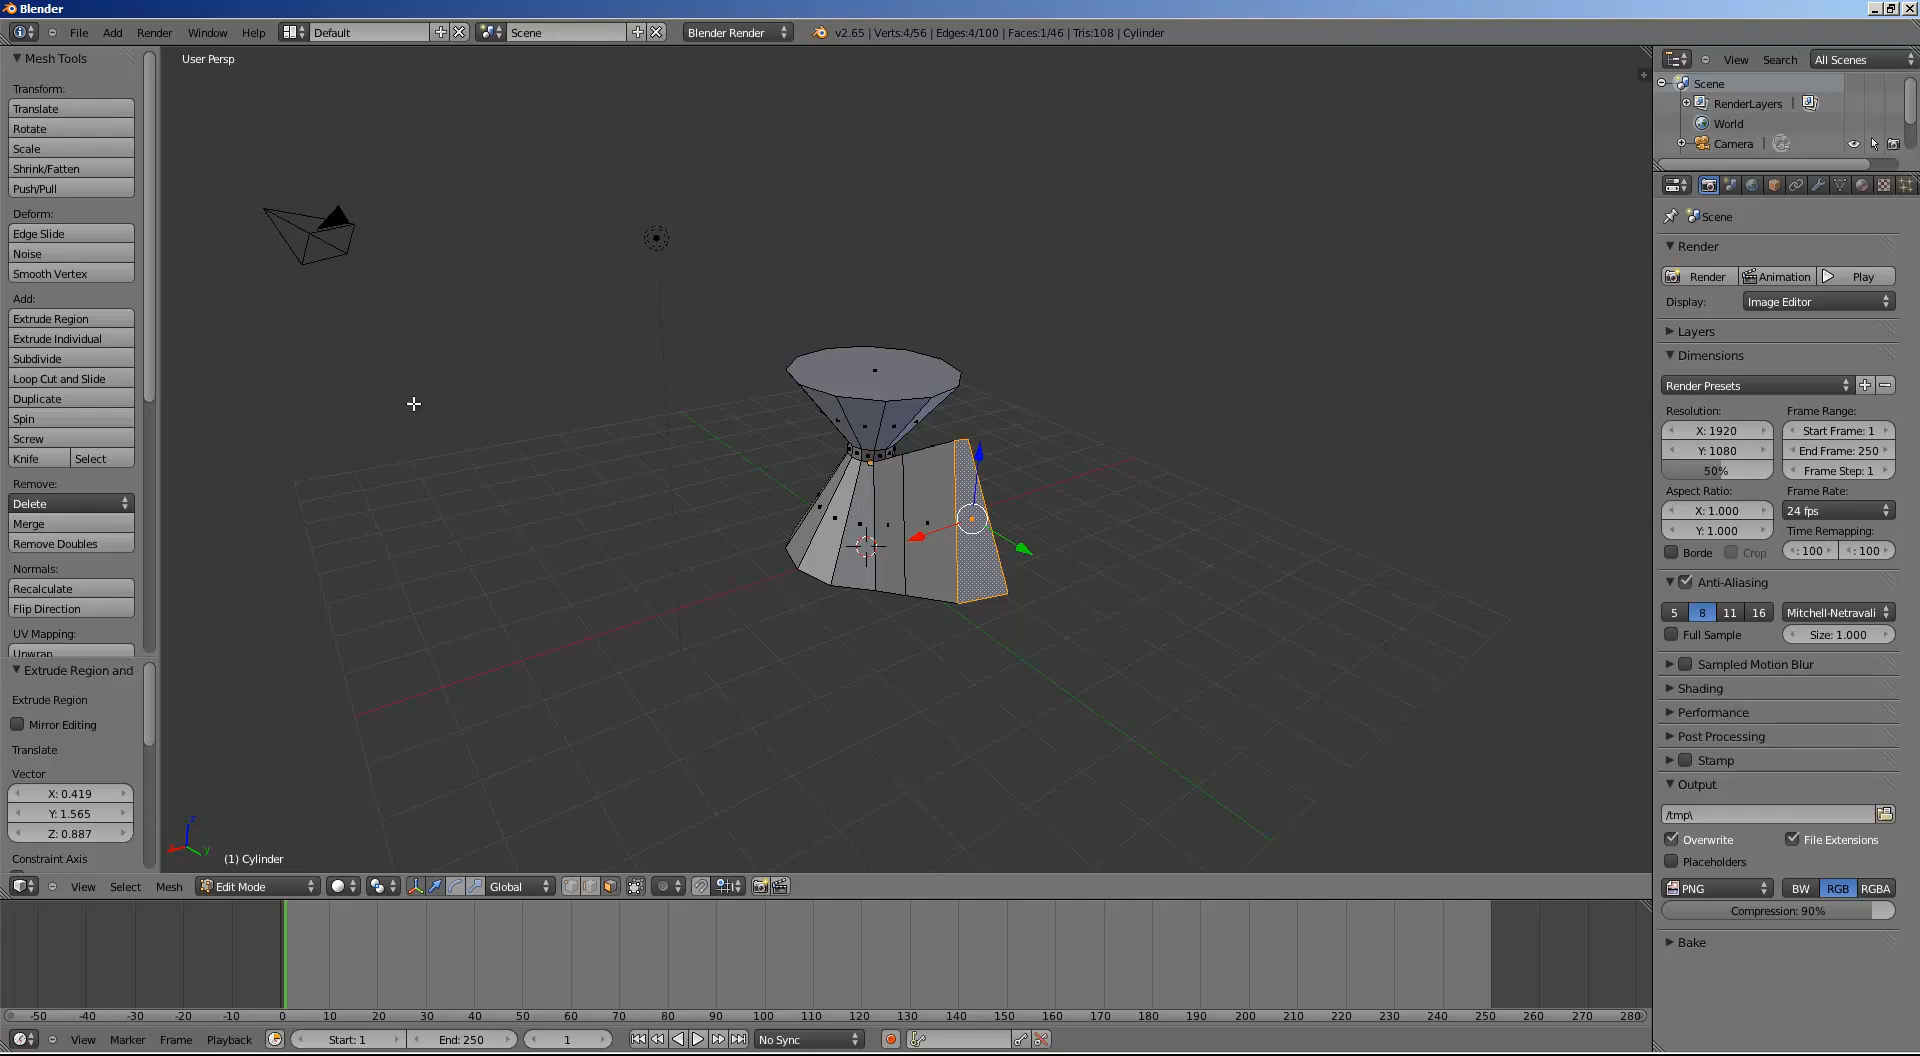 Blender
File Add Render Window Help Default Scene Blender Render v2.65 | Verts:4/56 | Edges:4/100 | Faces:1/46 | Tris:108 | Cylinder
Mesh Tools
Transform:
Translate
Rotate
Scale
Shrink/Fatten
Push/Pull
Deform:
Edge Slide
Noise
Smooth Vertex
Add:
Extrude Region
Extrude Individual
Subdivide
Loop Cut and Slide
Duplicate
Spin
Screw
Knife Select
Remove:
Delete
Merge
Remove Doubles
Normals:
Recalculate
Flip Direction
UV Mapping:
Unwrap
Extrude Region and
Extrude Region
Mirror Editing
Translate
Vector
X: 0.419
Y: 1.565
Z: 0.887
Constraint Axis
User Persp
z
x
y
(1) Cylinder
View Select Mesh Edit Mode Global
-50 -40 -30 -20 -10 0 10 20 30 40 50 60 70 80 90 100 110 120 130 140 150 160 170 180 190 200 210 220 230 240 250 260 270 280
View Marker Frame Playback Start: 1 End: 250 1 No Sync
View Search All Scenes
Scene
RenderLayers |
World
Camera |
Scene
Render
Render Animation Play
Display: Image Editor
Layers
Dimensions
Render Presets
Resolution: Frame Range:
X: 1920 Start Frame: 1
Y: 1080 End Frame: 250
50% Frame Step: 1
Aspect Ratio: Frame Rate:
X: 1.000 24 fps
Y: 1.000 Time Remapping:
Borde Crop : 100 : 100
Anti-Aliasing
5 8 11 16 Mitchell-Netravali
Full Sample Size: 1.000
Sampled Motion Blur
Shading
Performance
Post Processing
Stamp
Output
/tmp\
Overwrite File Extensions
Placeholders
PNG BW RGB RGBA
Compression: 90%
Bake